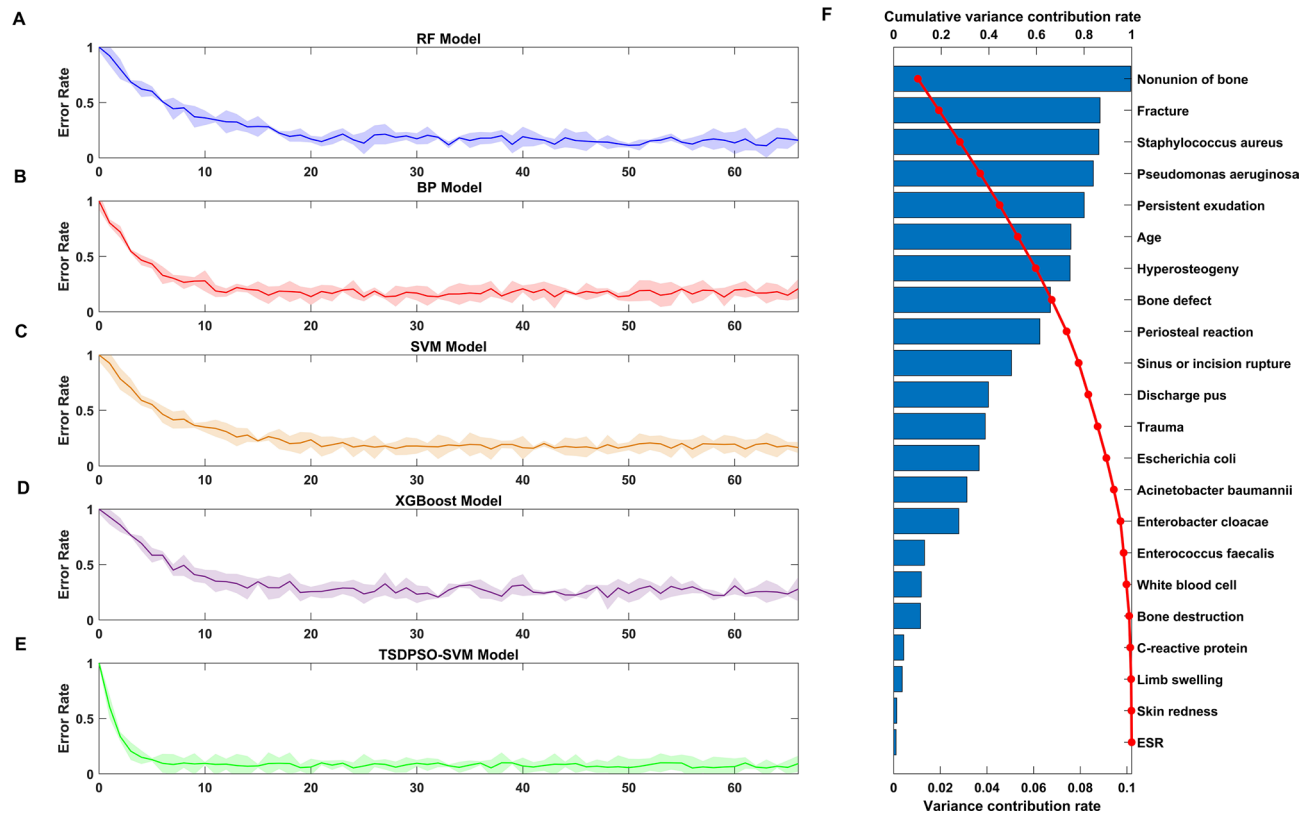 A
RF Model
Error Rate
1
0.5
0
0 10 20 30 40 50 60
B
BP Model
Error Rate
1
0.5
0
0 10 20 30 40 50 60
C
SVM Model
Error Rate
1
0.5
0
0 10 20 30 40 50 60
D
XGBoost Model
Error Rate
1
0.5
0
0 10 20 30 40 50 60
E
TSDPSO-SVM Model
Error Rate
1
0.5
0
0 10 20 30 40 50 60
F
Cumulative variance contribution rate
0 0.2 0.4 0.6 0.8 1
Nonunion of bone
Fracture
Staphylococcus aureus
Pseudomonas aeruginosa
Persistent exudation
Age
Hyperosteogeny
Bone defect
Periosteal reaction
Sinus or incision rupture
Discharge pus
Trauma
Escherichia coli
Acinetobacter baumannii
Enterobacter cloacae
Enterococcus faecalis
White blood cell
Bone destruction
C-reactive protein
Limb swelling
Skin redness
ESR
0 0.02 0.04 0.06 0.08 0.1
Variance contribution rate